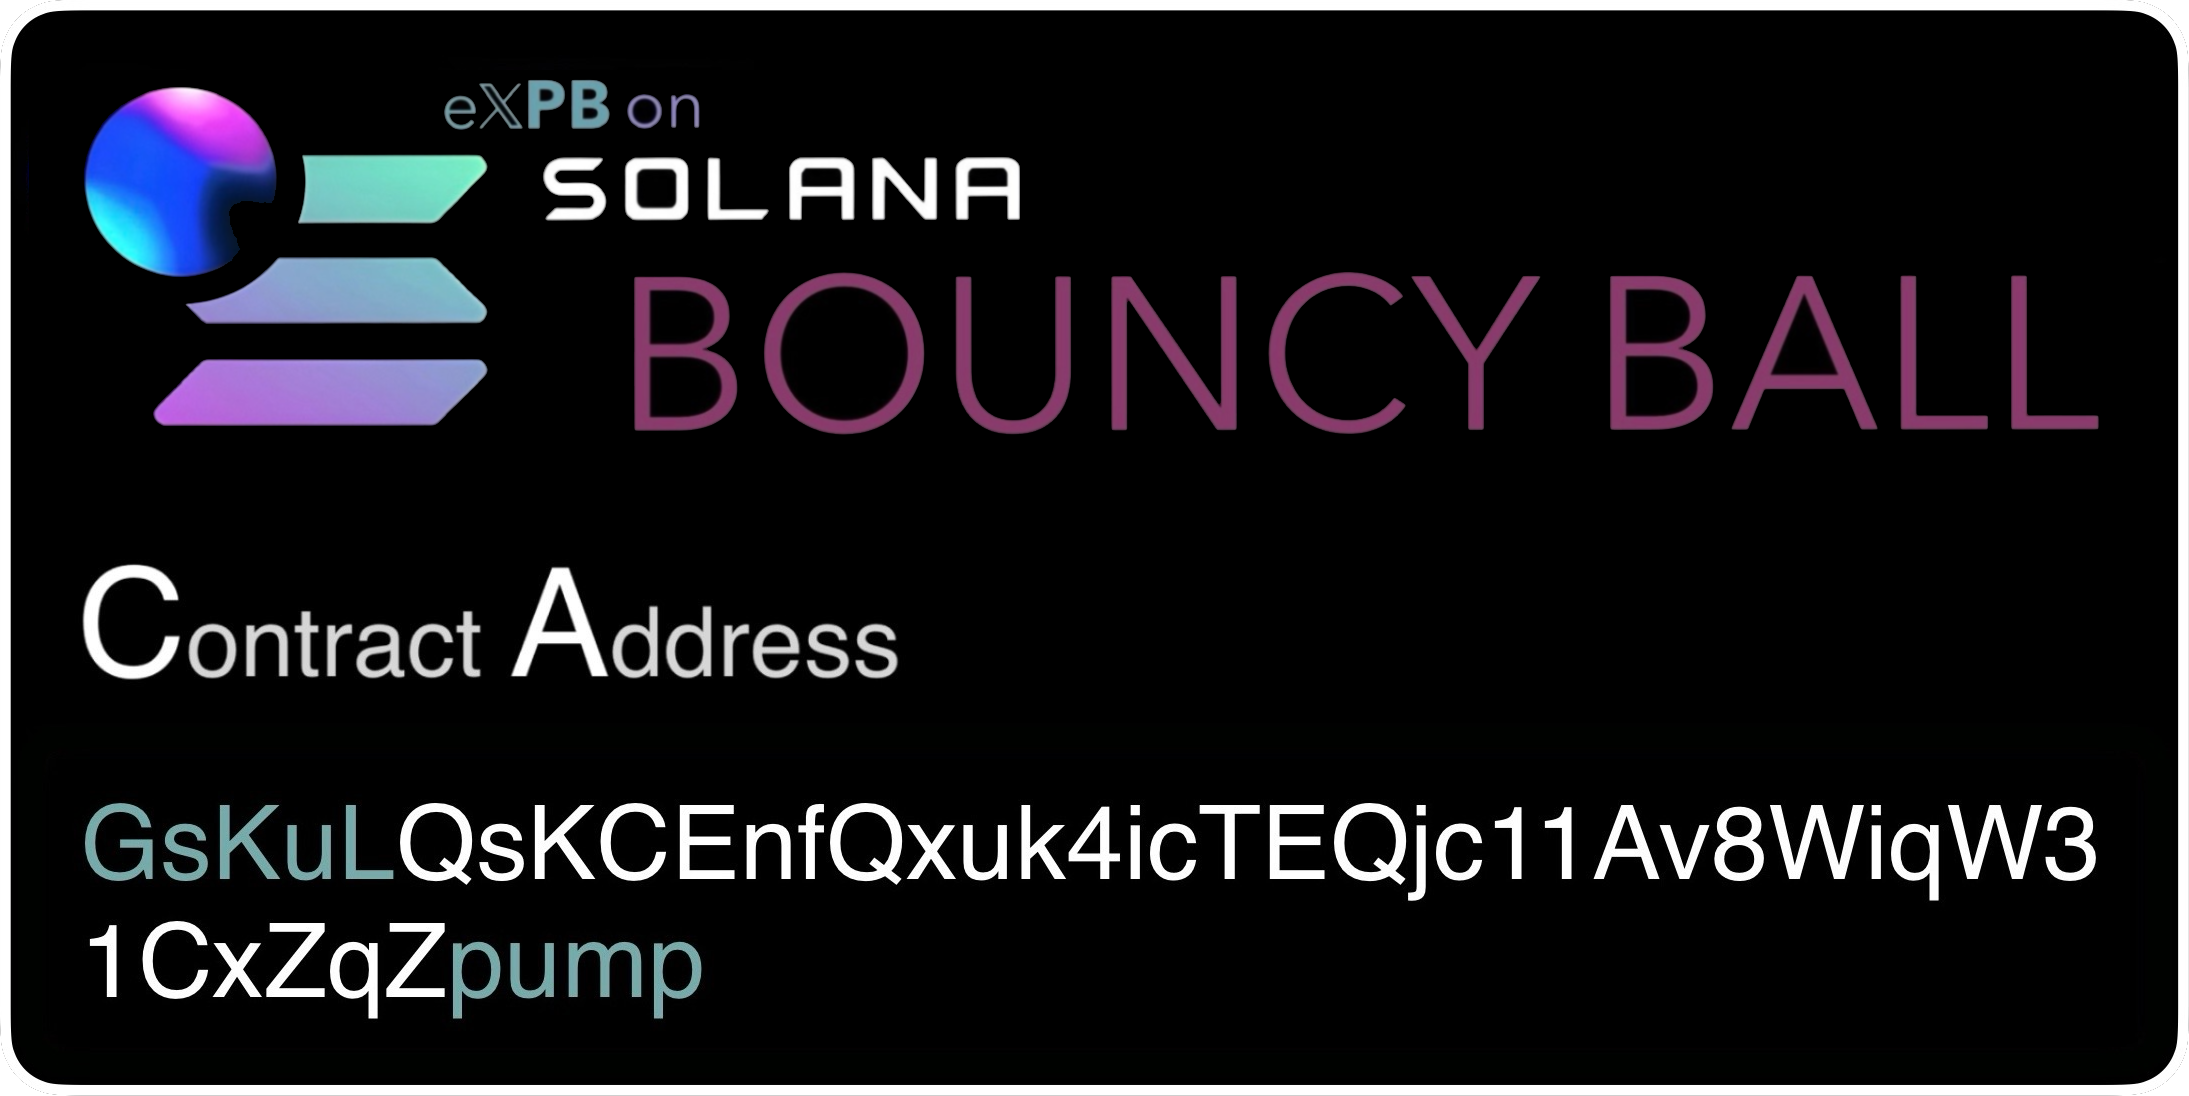 e𝕏PB on
SOLANA
BOUNCY BALL
Contract Address
GsKuLQsKCEnfQxuk4icTEQjc11Av8WiqW3
1CxZqZpump